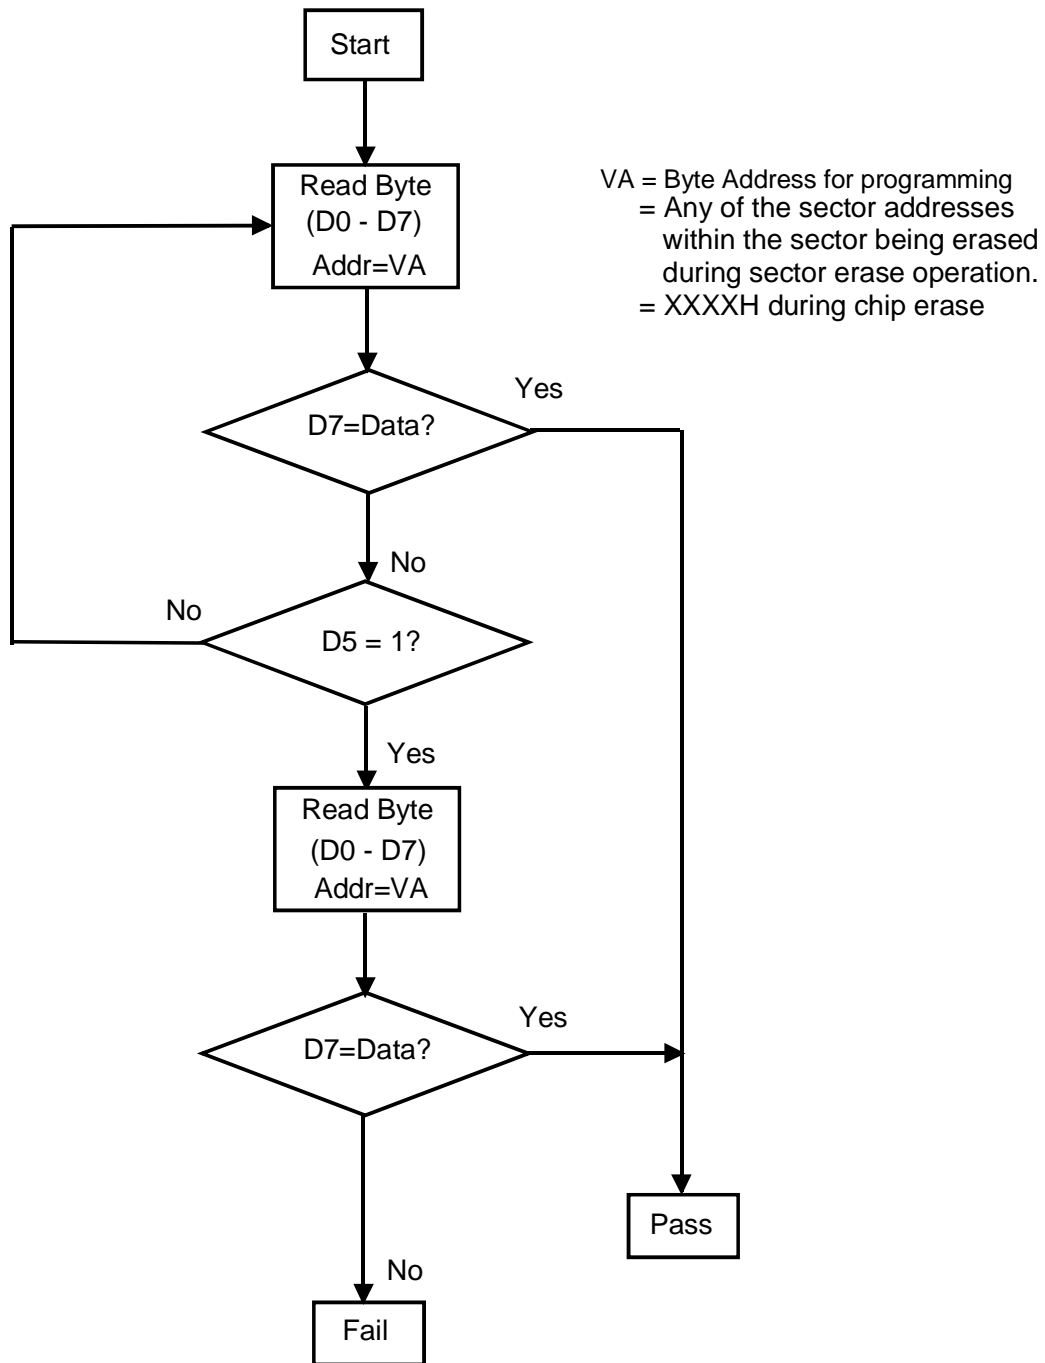 Start
Read Byte
(D0 - D7)
Addr=VA
VA = Byte Address for programming
= Any of the sector addresses
within the sector being erased
during sector erase operation.
= XXXXH during chip erase
Yes
D7=Data?
No
No
D5 = 1?
Yes
Read Byte
(D0 - D7)
Addr=VA
Yes
D7=Data?
Pass
No
Fail